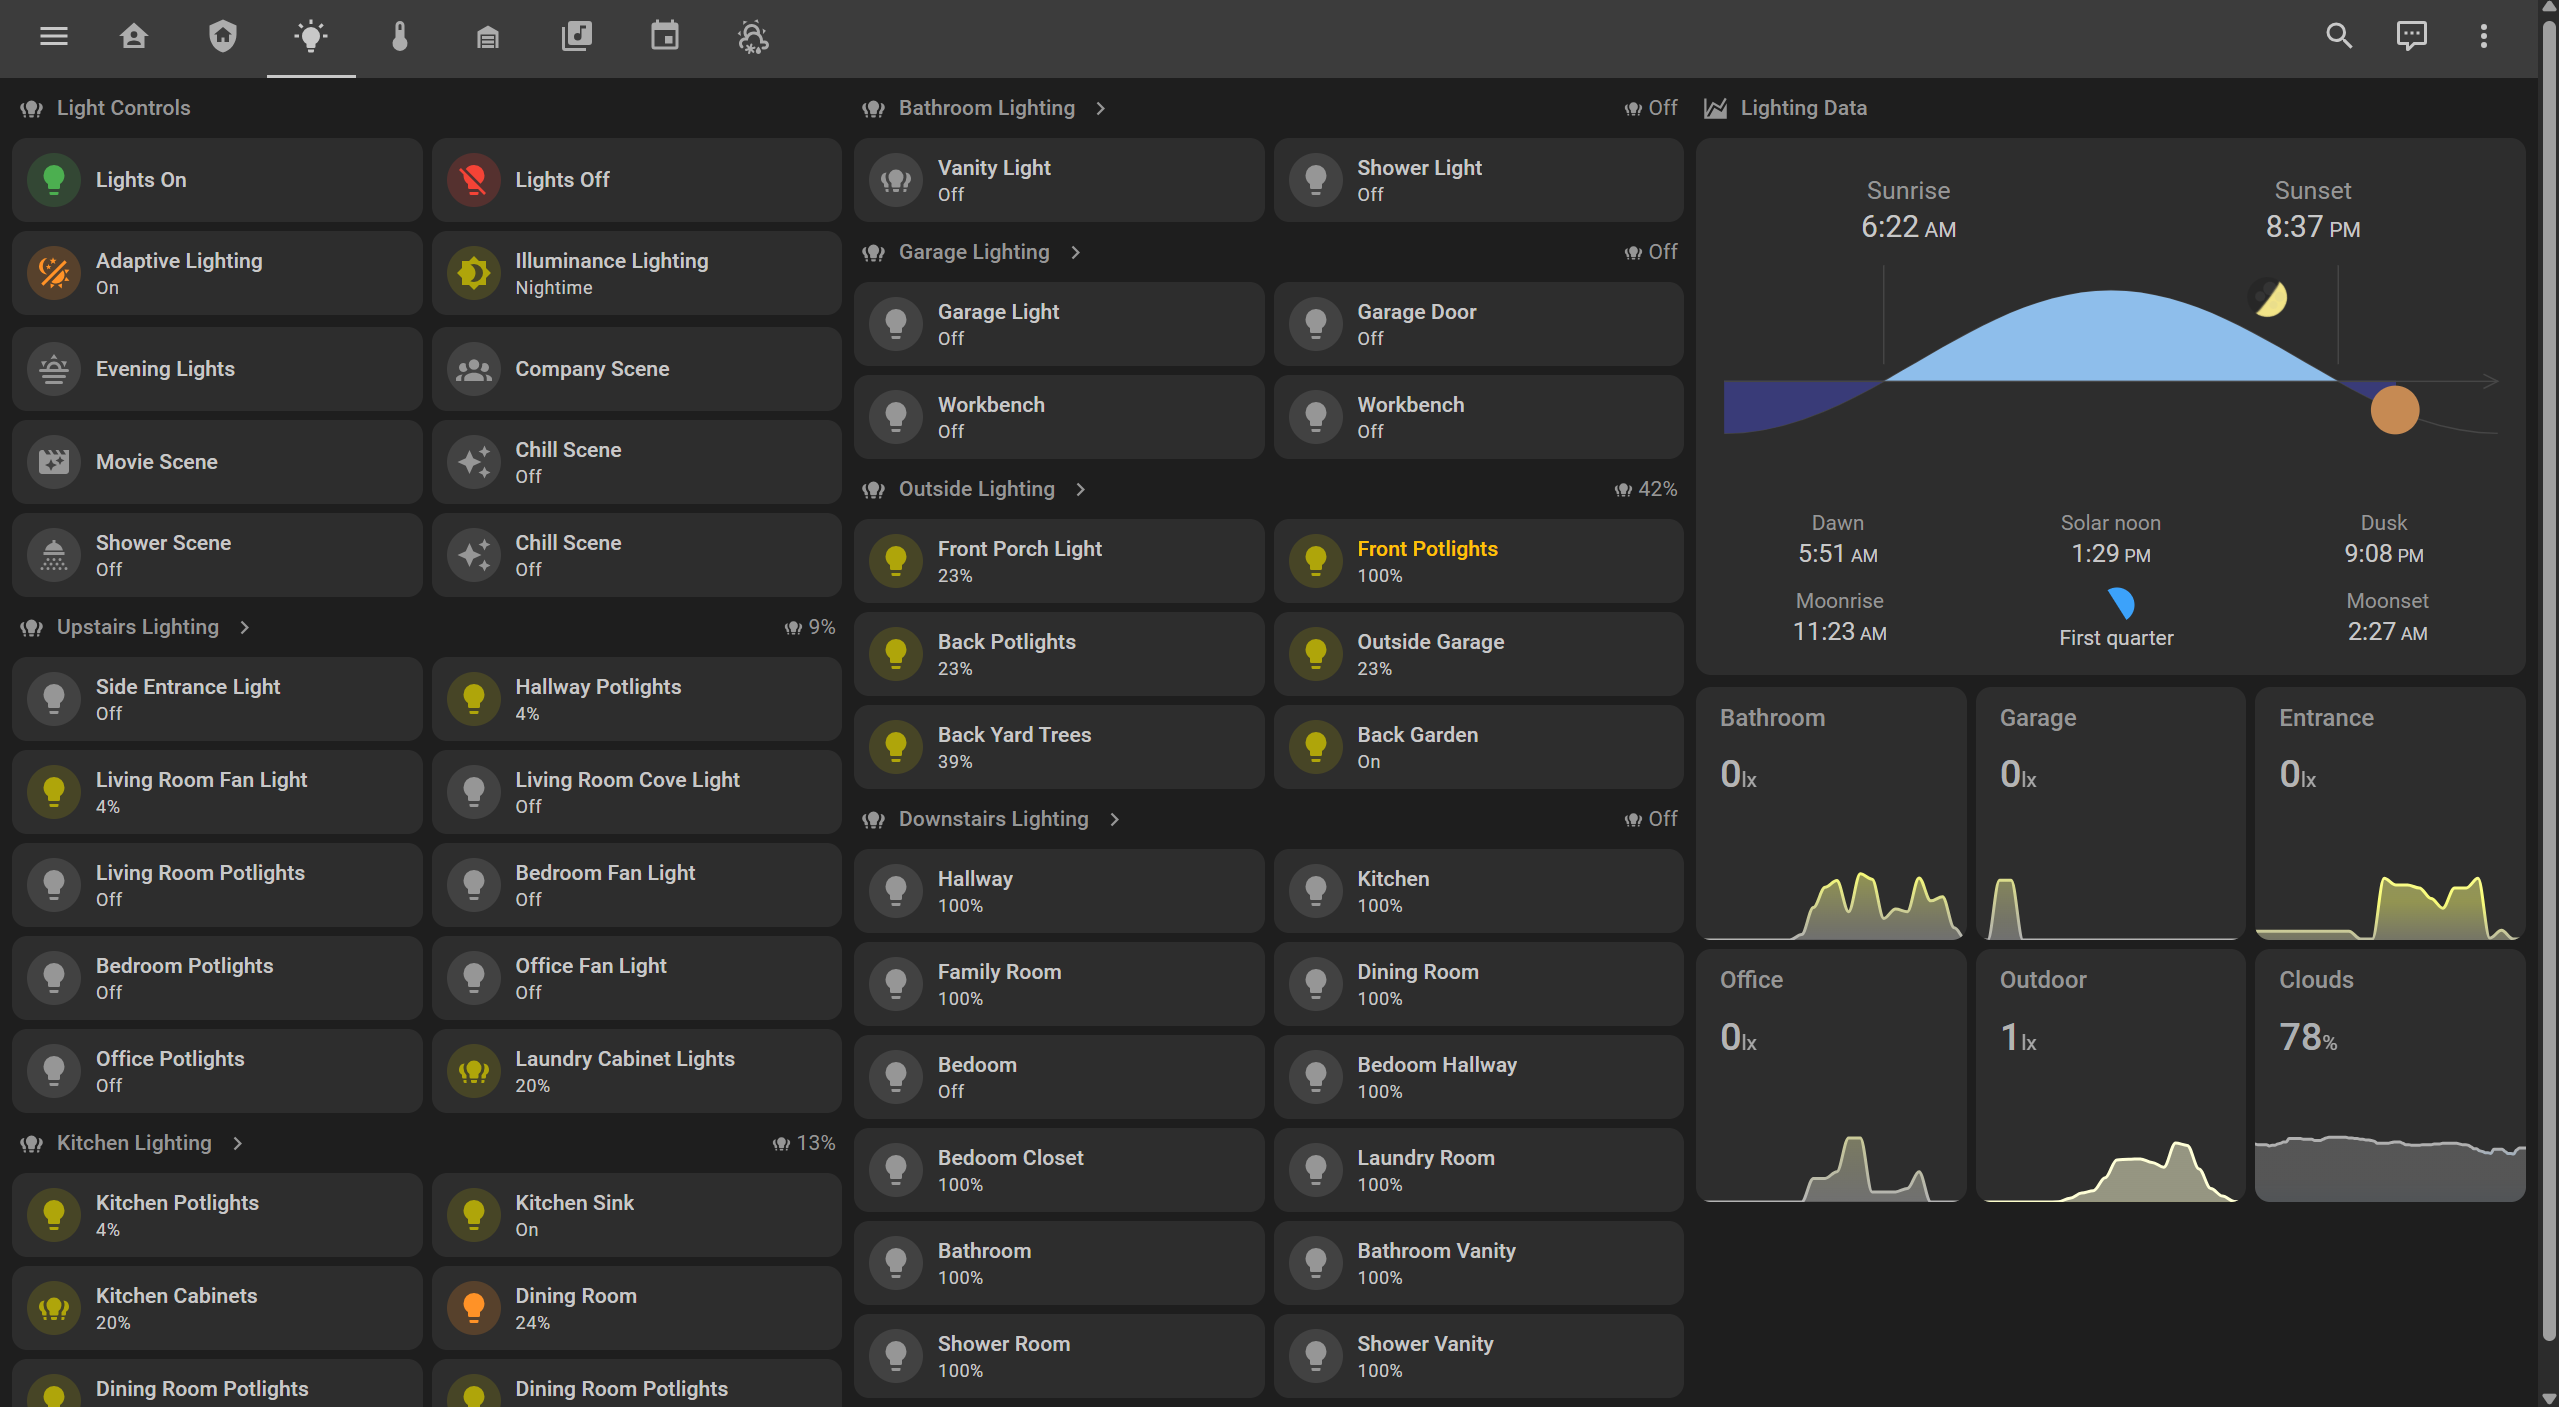 Light Controls
Lights On
Lights Off
Adaptive Lighting
On
Illuminance Lighting
Nightime
Evening Lights
Company Scene
Movie Scene
Chill Scene
Off
Shower Scene
Off
Chill Scene
Off
Upstairs Lighting
9%
Side Entrance Light
Off
Hallway Potlights
4%
Living Room Fan Light
4%
Living Room Cove Light
Off
Living Room Potlights
Off
Bedroom Fan Light
Off
Bedroom Potlights
Off
Office Fan Light
Off
Office Potlights
Off
Laundry Cabinet Lights
20%
Kitchen Lighting
13%
Kitchen Potlights
4%
Kitchen Sink
On
Kitchen Cabinets
20%
Dining Room
24%
Dining Room Potlights
Dining Room Potlights
Bathroom Lighting
Off
Vanity Light
Off
Shower Light
Off
Garage Lighting
Off
Garage Light
Off
Garage Door
Off
Workbench
Off
Workbench
Off
Outside Lighting
42%
Front Porch Light
23%
Front Potlights
100%
Back Potlights
23%
Outside Garage
23%
Back Yard Trees
39%
Back Garden
On
Downstairs Lighting
Off
Hallway
100%
Kitchen
100%
Family Room
100%
Dining Room
100%
Bedoom
Off
Bedoom Hallway
100%
Bedoom Closet
100%
Laundry Room
100%
Bathroom
100%
Bathroom Vanity
100%
Shower Room
100%
Shower Vanity
100%
Lighting Data
Sunrise
6:22 AM
Sunset
8:37 PM
Dawn
5:51 AM
Solar noon
1:29 PM
Dusk
9:08 PM
Moonrise
11:23 AM
First quarter
Moonset
2:27 AM
Bathroom
0lx
Garage
0lx
Entrance
0lx
Office
0lx
Outdoor
1lx
Clouds
78%